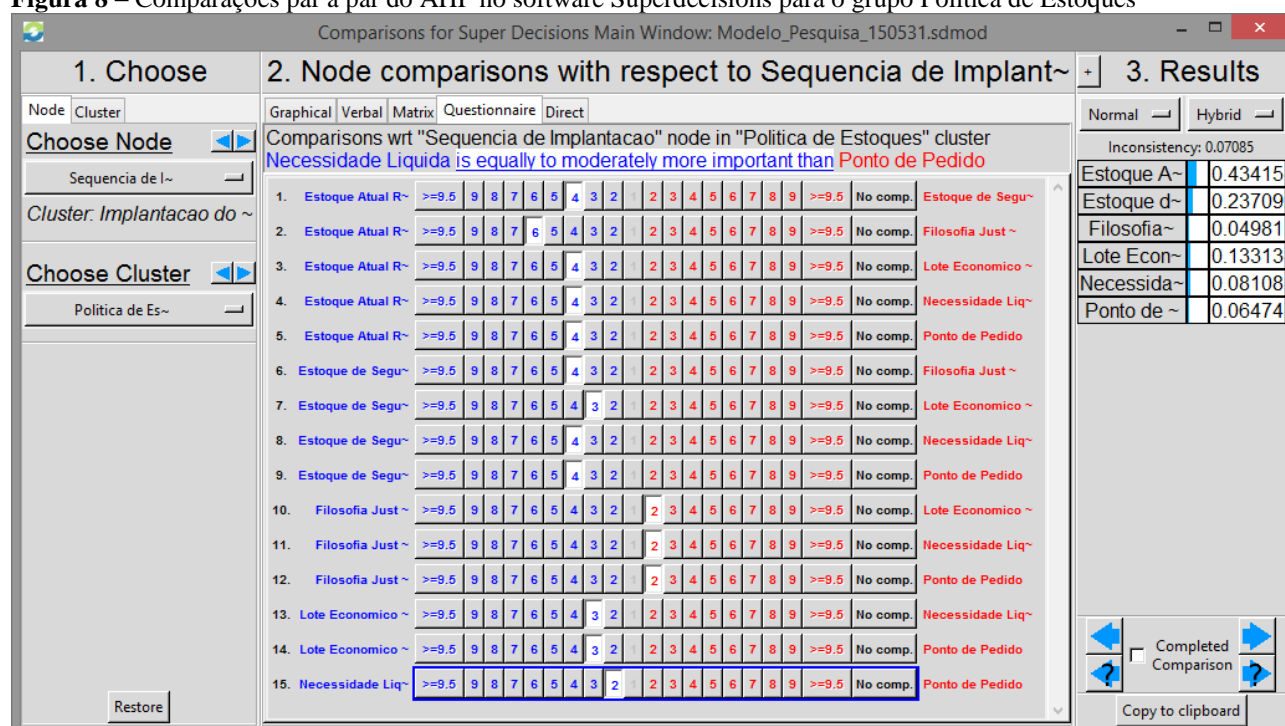 Figura 8 – Comparações par a par do AHP no software Superdecisions para o grupo Política de Estoques
Comparisons for Super Decisions Main Window: Modelo_Pesquisa_150531.sdmod
1. Choose
Node Cluster
Choose Node
Sequencia de I~
Cluster: Implantacao do ~
Choose Cluster
Politica de Es~
Restore
2. Node comparisons with respect to Sequencia de Implant~
Graphical Verbal Matrix Questionnaire Direct
Comparisons wrt "Sequencia de Implantacao" node in "Politica de Estoques" cluster
Necessidade Liquida is equally to moderately more important than Ponto de Pedido
1. Estoque Atual R~ >=9.5 9 8 7 6 5 4 3 2 1 2 3 4 5 6 7 8 9 >=9.5 No comp. Estoque de Segu~
2. Estoque Atual R~ >=9.5 9 8 7 6 5 4 3 2 1 2 3 4 5 6 7 8 9 >=9.5 No comp. Filosofia Just ~
3. Estoque Atual R~ >=9.5 9 8 7 6 5 4 3 2 1 2 3 4 5 6 7 8 9 >=9.5 No comp. Lote Economico ~
4. Estoque Atual R~ >=9.5 9 8 7 6 5 4 3 2 1 2 3 4 5 6 7 8 9 >=9.5 No comp. Necessidade Liq~
5. Estoque Atual R~ >=9.5 9 8 7 6 5 4 3 2 1 2 3 4 5 6 7 8 9 >=9.5 No comp. Ponto de Pedido
6. Estoque de Segu~ >=9.5 9 8 7 6 5 4 3 2 1 2 3 4 5 6 7 8 9 >=9.5 No comp. Filosofia Just ~
7. Estoque de Segu~ >=9.5 9 8 7 6 5 4 3 2 1 2 3 4 5 6 7 8 9 >=9.5 No comp. Lote Economico ~
8. Estoque de Segu~ >=9.5 9 8 7 6 5 4 3 2 1 2 3 4 5 6 7 8 9 >=9.5 No comp. Necessidade Liq~
9. Estoque de Segu~ >=9.5 9 8 7 6 5 4 3 2 1 2 3 4 5 6 7 8 9 >=9.5 No comp. Ponto de Pedido
10. Filosofia Just ~ >=9.5 9 8 7 6 5 4 3 2 1 2 3 4 5 6 7 8 9 >=9.5 No comp. Lote Economico ~
11. Filosofia Just ~ >=9.5 9 8 7 6 5 4 3 2 1 2 3 4 5 6 7 8 9 >=9.5 No comp. Necessidade Liq~
12. Filosofia Just ~ >=9.5 9 8 7 6 5 4 3 2 1 2 3 4 5 6 7 8 9 >=9.5 No comp. Ponto de Pedido
13. Lote Economico ~ >=9.5 9 8 7 6 5 4 3 2 1 2 3 4 5 6 7 8 9 >=9.5 No comp. Necessidade Liq~
14. Lote Economico ~ >=9.5 9 8 7 6 5 4 3 2 1 2 3 4 5 6 7 8 9 >=9.5 No comp. Ponto de Pedido
15. Necessidade Liq~ >=9.5 9 8 7 6 5 4 3 2 1 2 3 4 5 6 7 8 9 >=9.5 No comp. Ponto de Pedido
+ 3. Results
Normal Hybrid
Inconsistency: 0.07085
Estoque A~ 0.43415
Estoque d~ 0.23709
Filosofia~ 0.04981
Lote Econ~ 0.13313
Necessida~ 0.08108
Ponto de ~ 0.06474
Completed
Comparison
? ?
Copy to clipboard